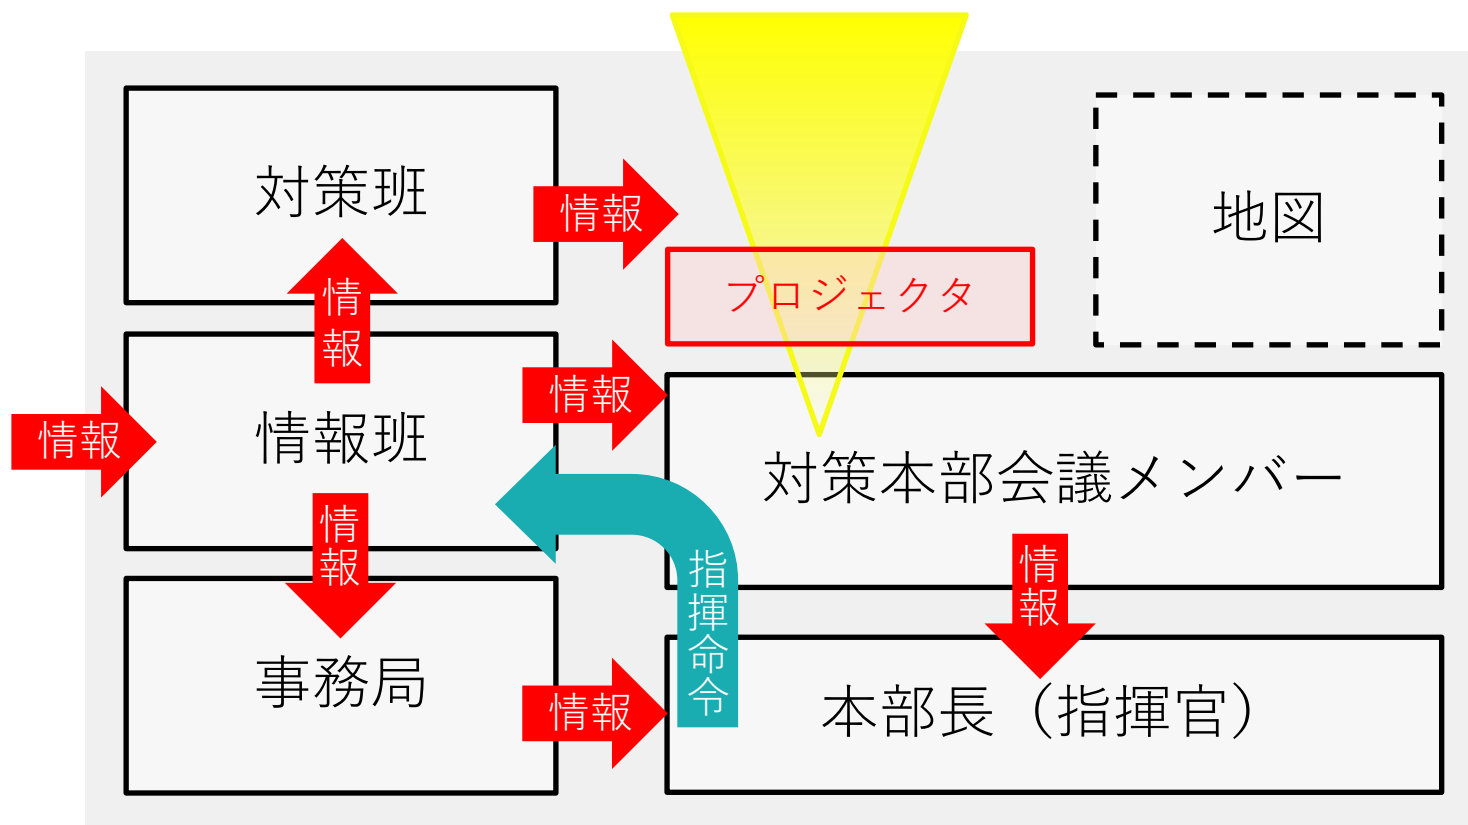 対策班
情報
プロジェクタ
地図
情報
情報
情報班
情報
対策本部会議メンバー
情報
指揮命令
情報
事務局
情報
本部長（指揮官）